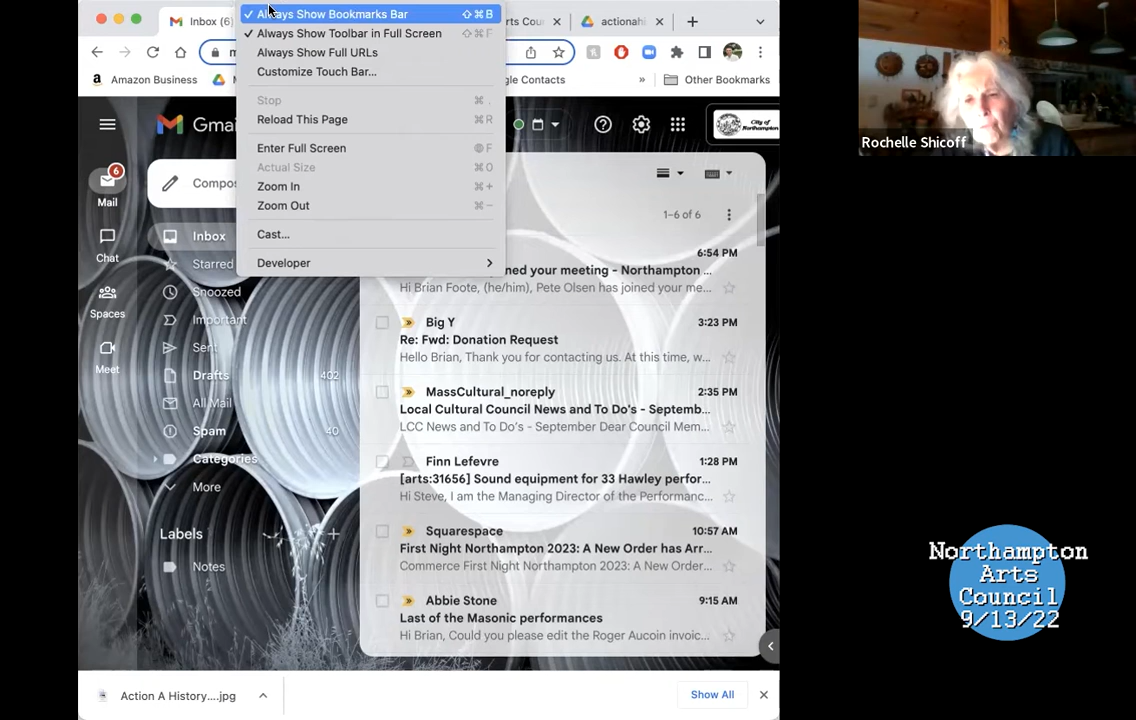 Inbox (6)
Always Show Bookmarks Bar ⇧⌘B
✓ Always Show Toolbar in Full Screen ⇧⌘F
Always Show Full URLs
Customize Touch Bar...
Stop ⌘ .
Reload This Page ⌘R
Enter Full Screen F
Actual Size ⌘0
Zoom In ⌘+
Zoom Out ⌘−
Cast...
Developer
actionahi
Amazon Business
Other Bookmarks
City of
Northampton
Compos
6
Mail
Chat
Spaces
Meet
Inbox
Starred
Snoozed
Important
Sent
Drafts 402
All Mail
Spam 40
Categories
More
Labels
Notes
1–6 of 6
6:54 PM
ned your meeting - Northampton ...
Hi Brian Foote, (he/him), Pete Olsen has joined your me...
Big Y 3:23 PM
Re: Fwd: Donation Request
Hello Brian, Thank you for contacting us. At this time, w...
MassCultural_noreply 2:35 PM
Local Cultural Council News and To Do's - Septemb...
LCC News and To Do's - September Dear Council Mem...
Finn Lefevre 1:28 PM
[arts:31656] Sound equipment for 33 Hawley perfor...
Hi Steve, I am the Managing Director of the Performanc...
Squarespace 10:57 AM
First Night Northampton 2023: A New Order has Arr...
Commerce First Night Northampton 2023: A New Order...
Abbie Stone 9:15 AM
Last of the Masonic performances
Hi Brian, Could you please edit the Roger Aucoin invoic...
Action A History....jpg
Show All
Rochelle Shicoff
Northampton
Arts
Council
9/13/22